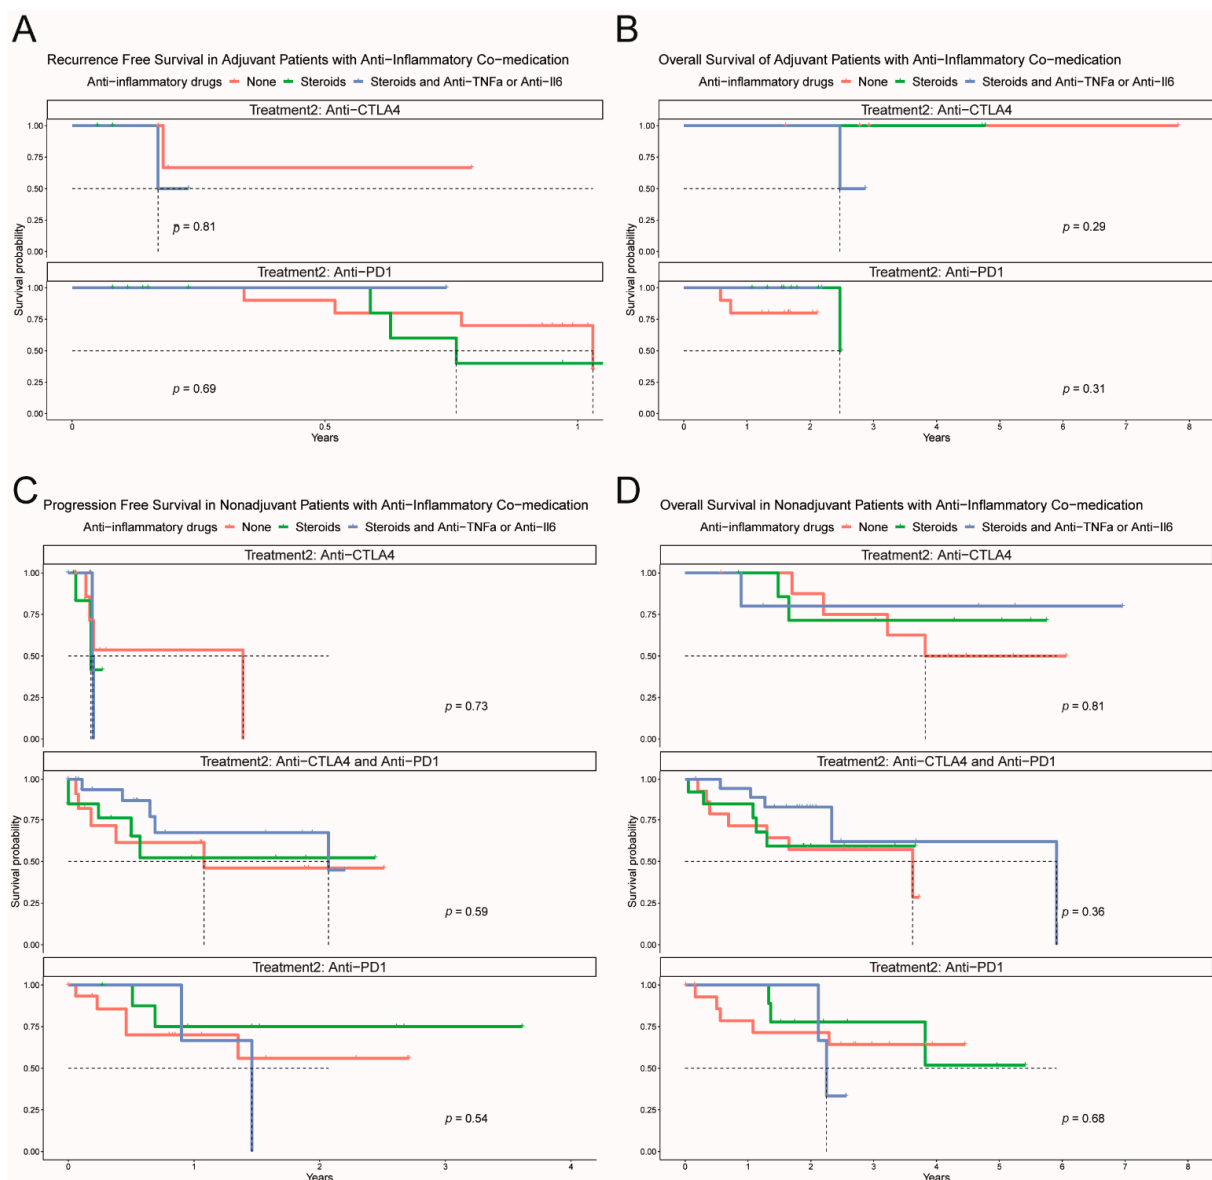 A
Recurrence Free Survival in Adjuvant Patients with Anti−Inflammatory Co−medication
Anti−inflammatory drugs None Steroids Steroids and Anti−TNFa or Anti−Il6
Treatment2: Anti−CTLA4
1.00
0.75
0.50
0.25
0.00
p = 0.81
Survival probability
Treatment2: Anti−PD1
1.00
0.75
0.50
0.25
0.00
p = 0.69
0 0.5 1
Years
B
Overall Survival of Adjuvant Patients with Anti−Inflammatory Co−medication
Anti−inflammatory drugs None Steroids Steroids and Anti−TNFa or Anti−Il6
Treatment2: Anti−CTLA4
1.00
0.75
0.50
0.25
0.00
p = 0.29
Survival probability
Treatment2: Anti−PD1
1.00
0.75
0.50
0.25
0.00
p = 0.31
0 1 2 3 4 5 6 7 8
Years
C
Progression Free Survival in Nonadjuvant Patients with Anti−Inflammatory Co−medication
Anti−inflammatory drugs None Steroids Steroids and Anti−TNFa or Anti−Il6
Treatment2: Anti−CTLA4
1.00
0.75
0.50
0.25
0.00
p = 0.73
Treatment2: Anti−CTLA4 and Anti−PD1
1.00
0.75
0.50
0.25
0.00
p = 0.59
Survival probability
Treatment2: Anti−PD1
1.00
0.75
0.50
0.25
0.00
p = 0.54
0 1 2 3 4
Years
D
Overall Survival in Nonadjuvant Patients with Anti−Inflammatory Co−medication
Anti−inflammatory drugs None Steroids Steroids and Anti−TNFa or Anti−Il6
Treatment2: Anti−CTLA4
1.00
0.75
0.50
0.25
0.00
p = 0.81
Treatment2: Anti−CTLA4 and Anti−PD1
1.00
0.75
0.50
0.25
0.00
p = 0.36
Survival probability
Treatment2: Anti−PD1
1.00
0.75
0.50
0.25
0.00
p = 0.68
0 1 2 3 4 5 6 7 8
Years